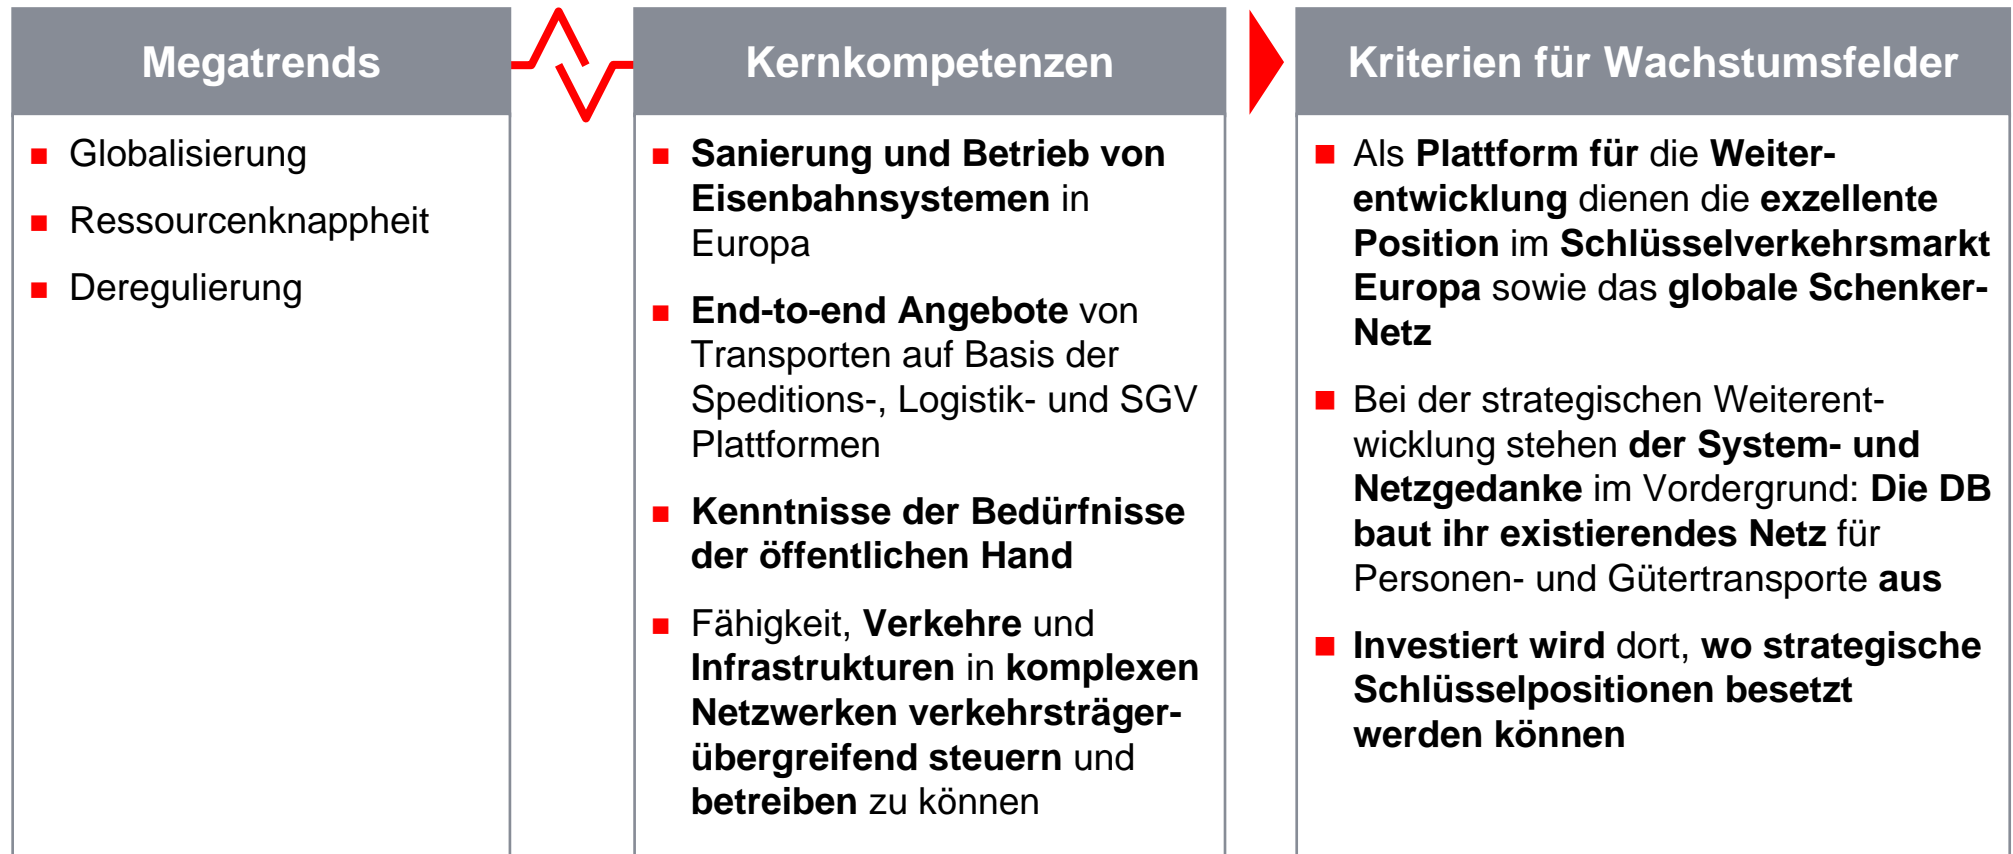 Megatrends
Globalisierung
Ressourcenknappheit
Deregulierung
Kernkompetenzen
Sanierung und Betrieb von
Eisenbahnsystemen in
Europa
End-to-end Angebote von
Transporten auf Basis der
Speditions-, Logistik- und SGV
Plattformen
Kenntnisse der Bedürfnisse
der öffentlichen Hand
Fähigkeit, Verkehre und
Infrastrukturen in komplexen
Netzwerken verkehrsträger-
übergreifend steuern und
betreiben zu können
Kriterien für Wachstumsfelder
Als Plattform für die Weiter-
entwicklung dienen die exzellente
Position im Schlüsselverkehrsmarkt
Europa sowie das globale Schenker-
Netz
Bei der strategischen Weiterent-
wicklung stehen der System- und
Netzgedanke im Vordergrund: Die DB
baut ihr existierendes Netz für
Personen- und Gütertransporte aus
Investiert wird dort, wo strategische
Schlüsselpositionen besetzt
werden können